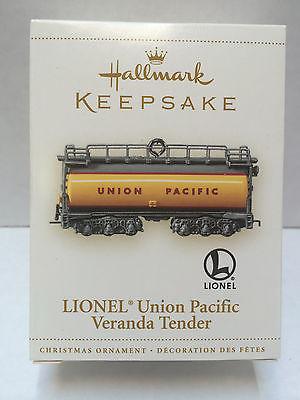 Hallmark
KEEPSAKE
UNION PACIFIC
L
LIONEL
LIONEL® Union Pacific
Veranda Tender
CHRISTMAS ORNAMENT • DÉCORATION DES FÊTES